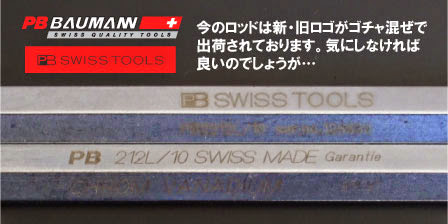 PB BAUMANN
SWISS QUALITY TOOLS
PB SWISS TOOLS
今のロッドは新・旧ロゴがゴチャ混ぜで
出荷されております。気にしなければ
良いのでしょうが…
PB SWISS TOOLS
PB 212L/10 SWISS MADE Garantie